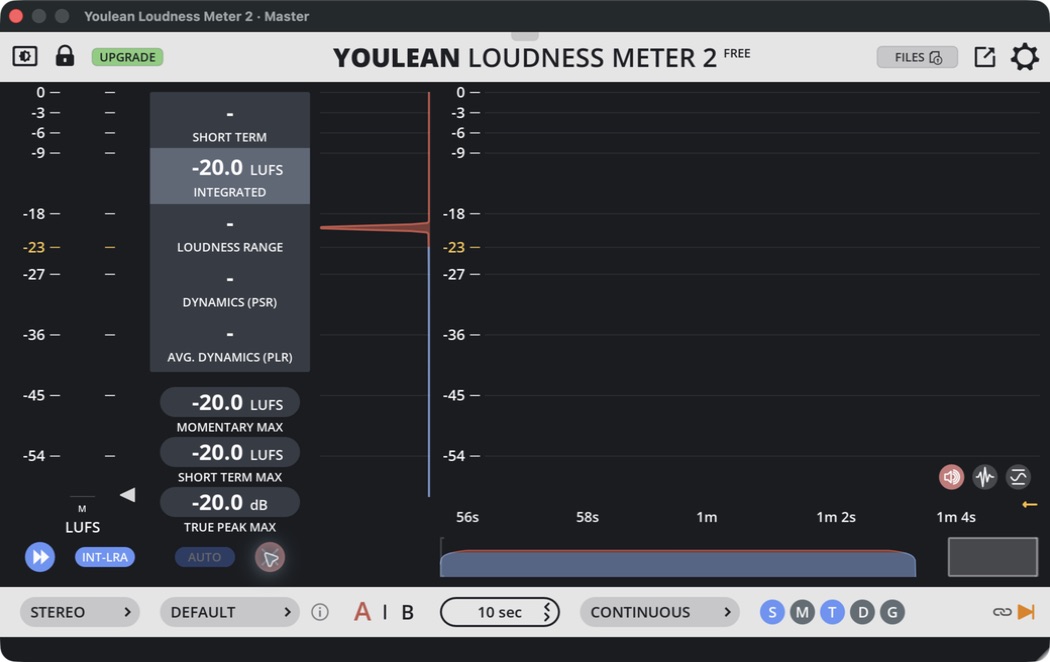 Youlean Loudness Meter 2 · Master
UPGRADE
YOULEAN LOUDNESS METER 2 FREE
FILES
0
-3
-6
-9
-18
-23
-27
-36
-45
-54
M
LUFS
-
SHORT TERM
-20.0 LUFS
INTEGRATED
-
LOUDNESS RANGE
-
DYNAMICS (PSR)
-
AVG. DYNAMICS (PLR)
-20.0 LUFS
MOMENTARY MAX
-20.0 LUFS
SHORT TERM MAX
-20.0 dB
TRUE PEAK MAX
0
-3
-6
-9
-18
-23
-27
-36
-45
-54
56s 58s 1m 1m 2s 1m 4s
INT-LRA AUTO
STEREO DEFAULT A | B 10 sec CONTINUOUS S M T D G